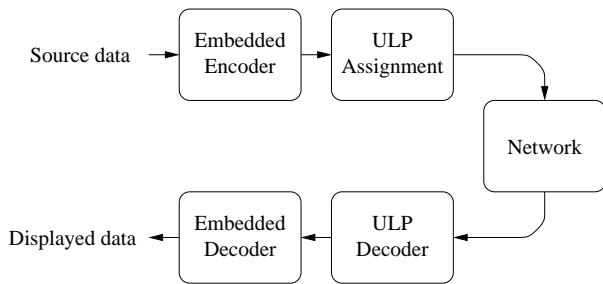 Source data
Embedded
Encoder
ULP
Assignment
Network
Displayed data
Embedded
Decoder
ULP
Decoder